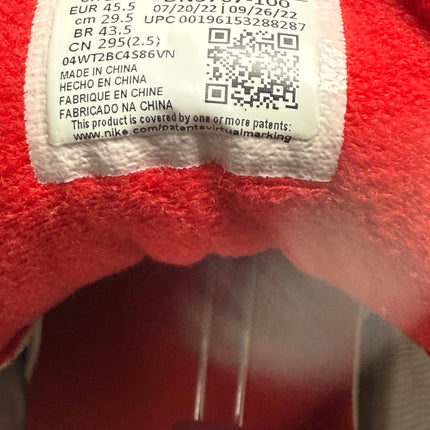 EUR 45.5
07/20/22 | 09/26/22
cm 29.5
UPC 00196153288287
BR 43.5
CN 295(2.5)
04WT2BC4S86VN
MADE IN CHINA
HECHO EN CHINA
FABRIQUE EN CHINE
FABRICADO NA CHINA
This product is covered by one or more patents:
www.nike.com/patentsvirtualmarking